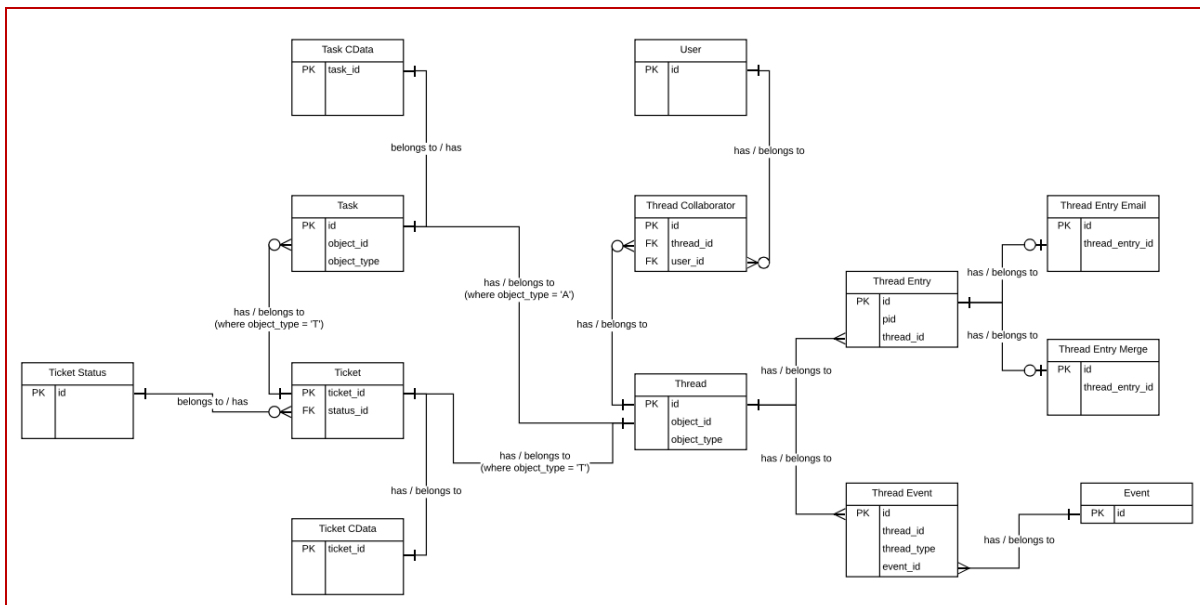 Task CData
PK task_id
User
PK id
belongs to / has
has / belongs to
Task
PK id
object_id
object_type
Thread Collaborator
PK id
FK thread_id
FK user_id
Thread Entry Email
PK id
thread_entry_id
has / belongs to
has / belongs to
(where object_type = 'A')
Thread Entry
PK id
pid
thread_id
has / belongs to
(where object_type = 'T')
has / belongs to
has / belongs to
Thread Entry Merge
PK id
thread_entry_id
Ticket Status
PK id
Ticket
PK ticket_id
FK status_id
belongs to / has
Thread
PK id
object_id
object_type
has / belongs to
has / belongs to
(where object_type = 'T')
has / belongs to
has / belongs to
Thread Event
PK id
thread_id
thread_type
event_id
Event
PK id
has / belongs to
Ticket CData
PK ticket_id